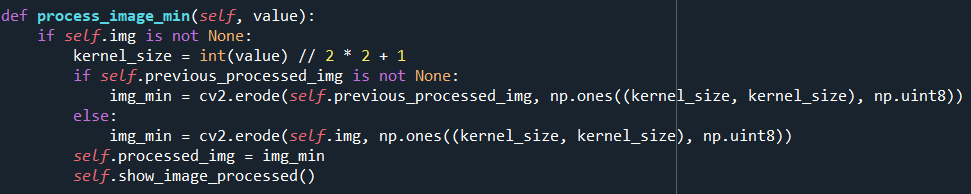 def process_image_min(self, value):
    if self.img is not None:
        kernel_size = int(value) // 2 * 2 + 1
        if self.previous_processed_img is not None:
            img_min = cv2.erode(self.previous_processed_img, np.ones((kernel_size, kernel_size), np.uint8))
        else:
            img_min = cv2.erode(self.img, np.ones((kernel_size, kernel_size), np.uint8))
        self.processed_img = img_min
        self.show_image_processed()